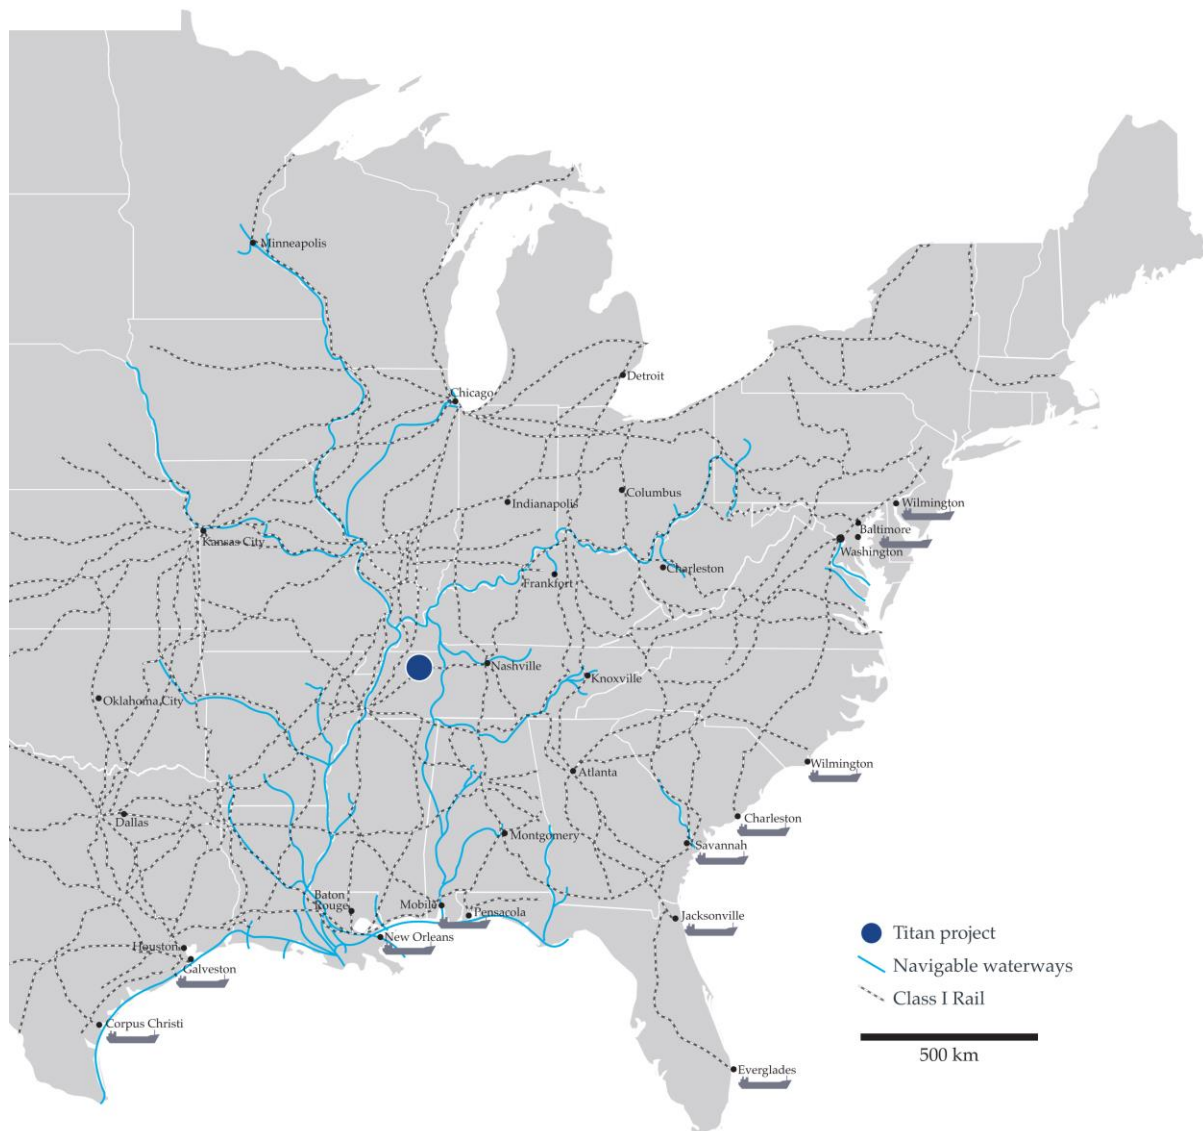 Minneapolis
Detroit
Chicago
Columbus
Indianapolis
Wilmington
Baltimore
Kansas City
Washington
Charleston
Frankfort
Nashville
Knoxville
Oklahoma City
Atlanta
Wilmington
Dallas
Charleston
Montgomery
Savannah
Baton
Rouge
Mobile
Pensacola
Jacksonville
New Orleans
Houston
Galveston
Corpus Christi
Everglades
Titan project
Navigable waterways
Class I Rail
500 km